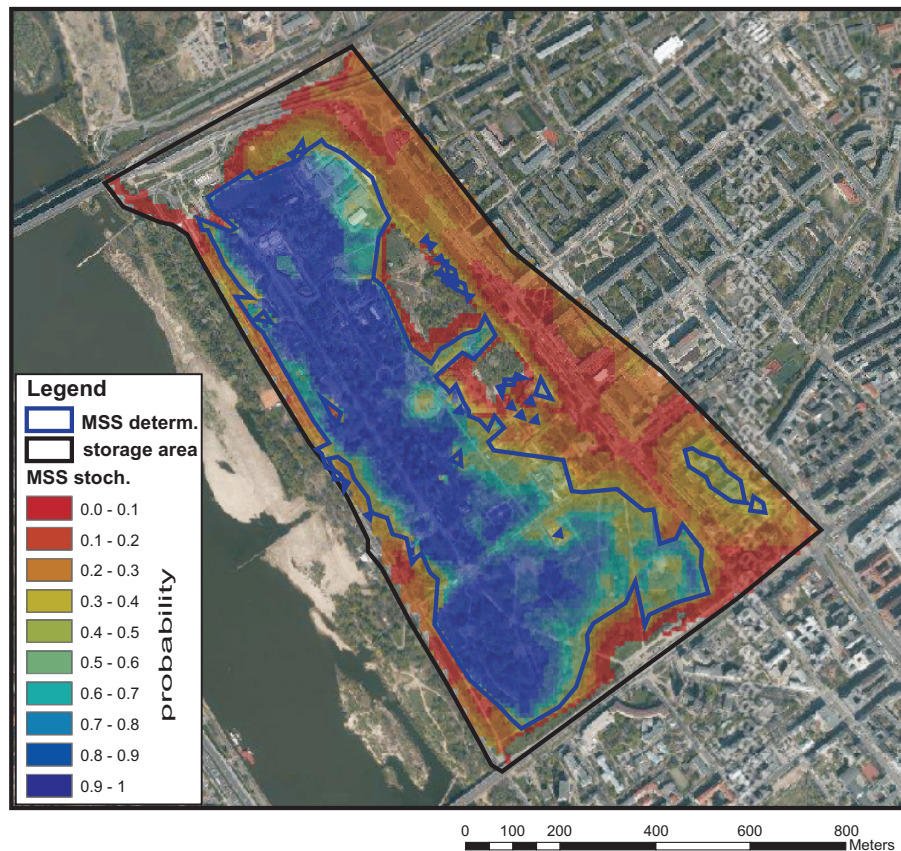 Legend
MSS determ.
storage area
MSS stoch.
0.0 - 0.1
0.1 - 0.2
0.2 - 0.3
0.3 - 0.4
0.4 - 0.5
0.5 - 0.6
0.6 - 0.7
0.7 - 0.8
0.8 - 0.9
0.9 - 1
probability
0 100 200 400 600 800
Meters